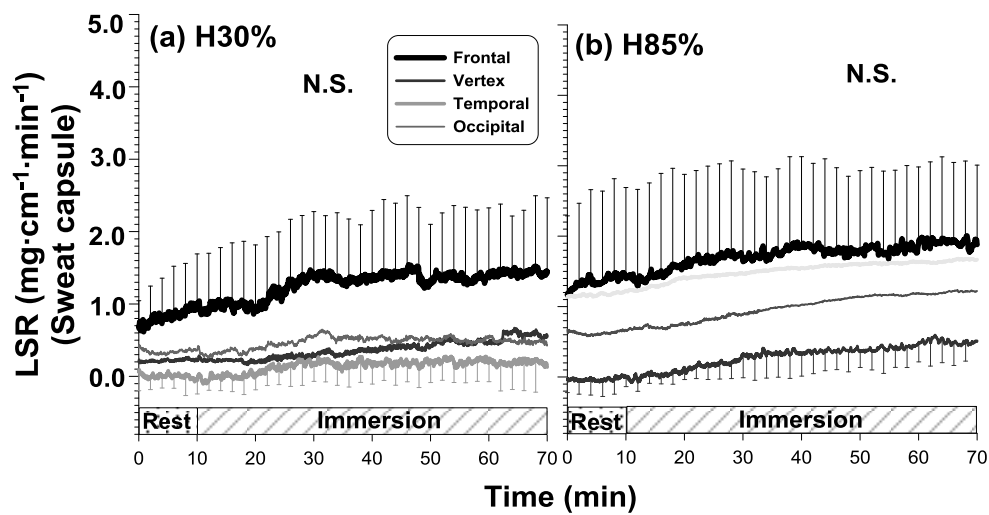 (a) H30%
(b) H85%
N.S.
N.S.
Frontal
Vertex
Temporal
Occipital
LSR (mg·cm⁻¹·min⁻¹)
(Sweat capsule)
5.0
4.0
3.0
2.0
1.0
0.0
Rest
Immersion
Rest
Immersion
0 10 20 30 40 50 60 70
0 10 20 30 40 50 60 70
Time (min)